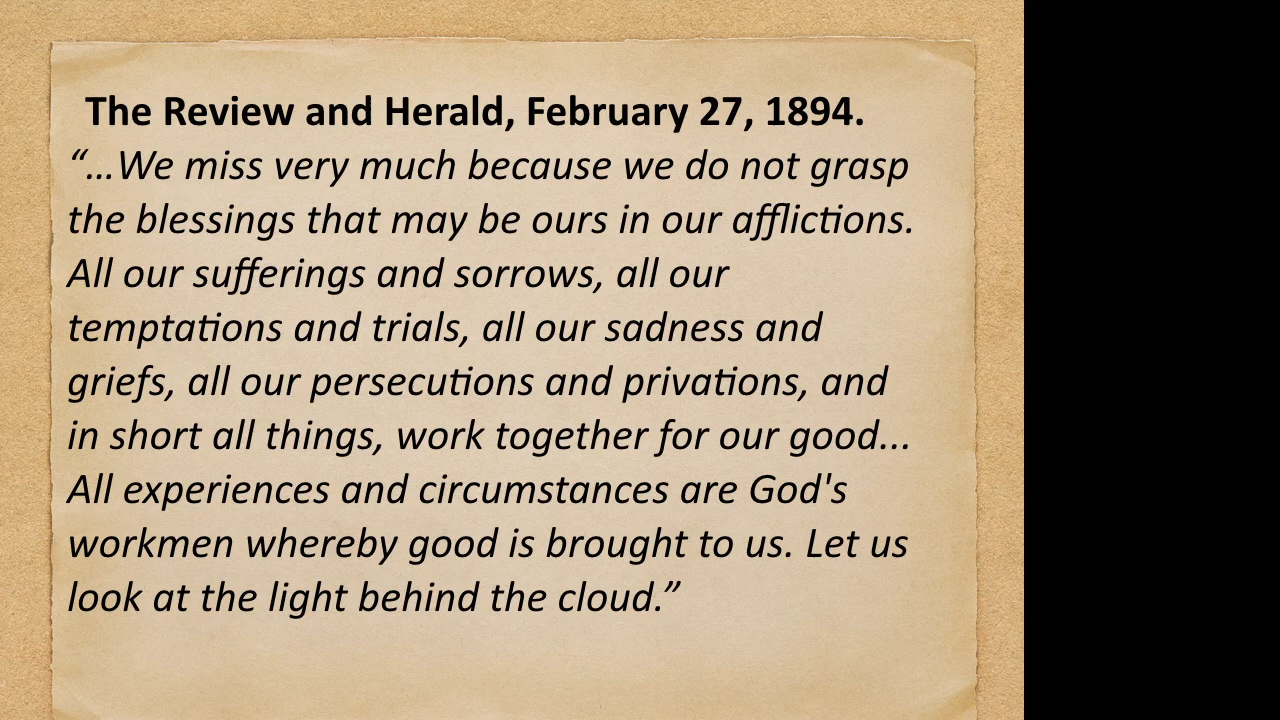 The Review and Herald, February 27, 1894.
“…We miss very much because we do not grasp
the blessings that may be ours in our afflictions.
All our sufferings and sorrows, all our
temptations and trials, all our sadness and
griefs, all our persecutions and privations, and
in short all things, work together for our good...
All experiences and circumstances are God's
workmen whereby good is brought to us. Let us
look at the light behind the cloud.”